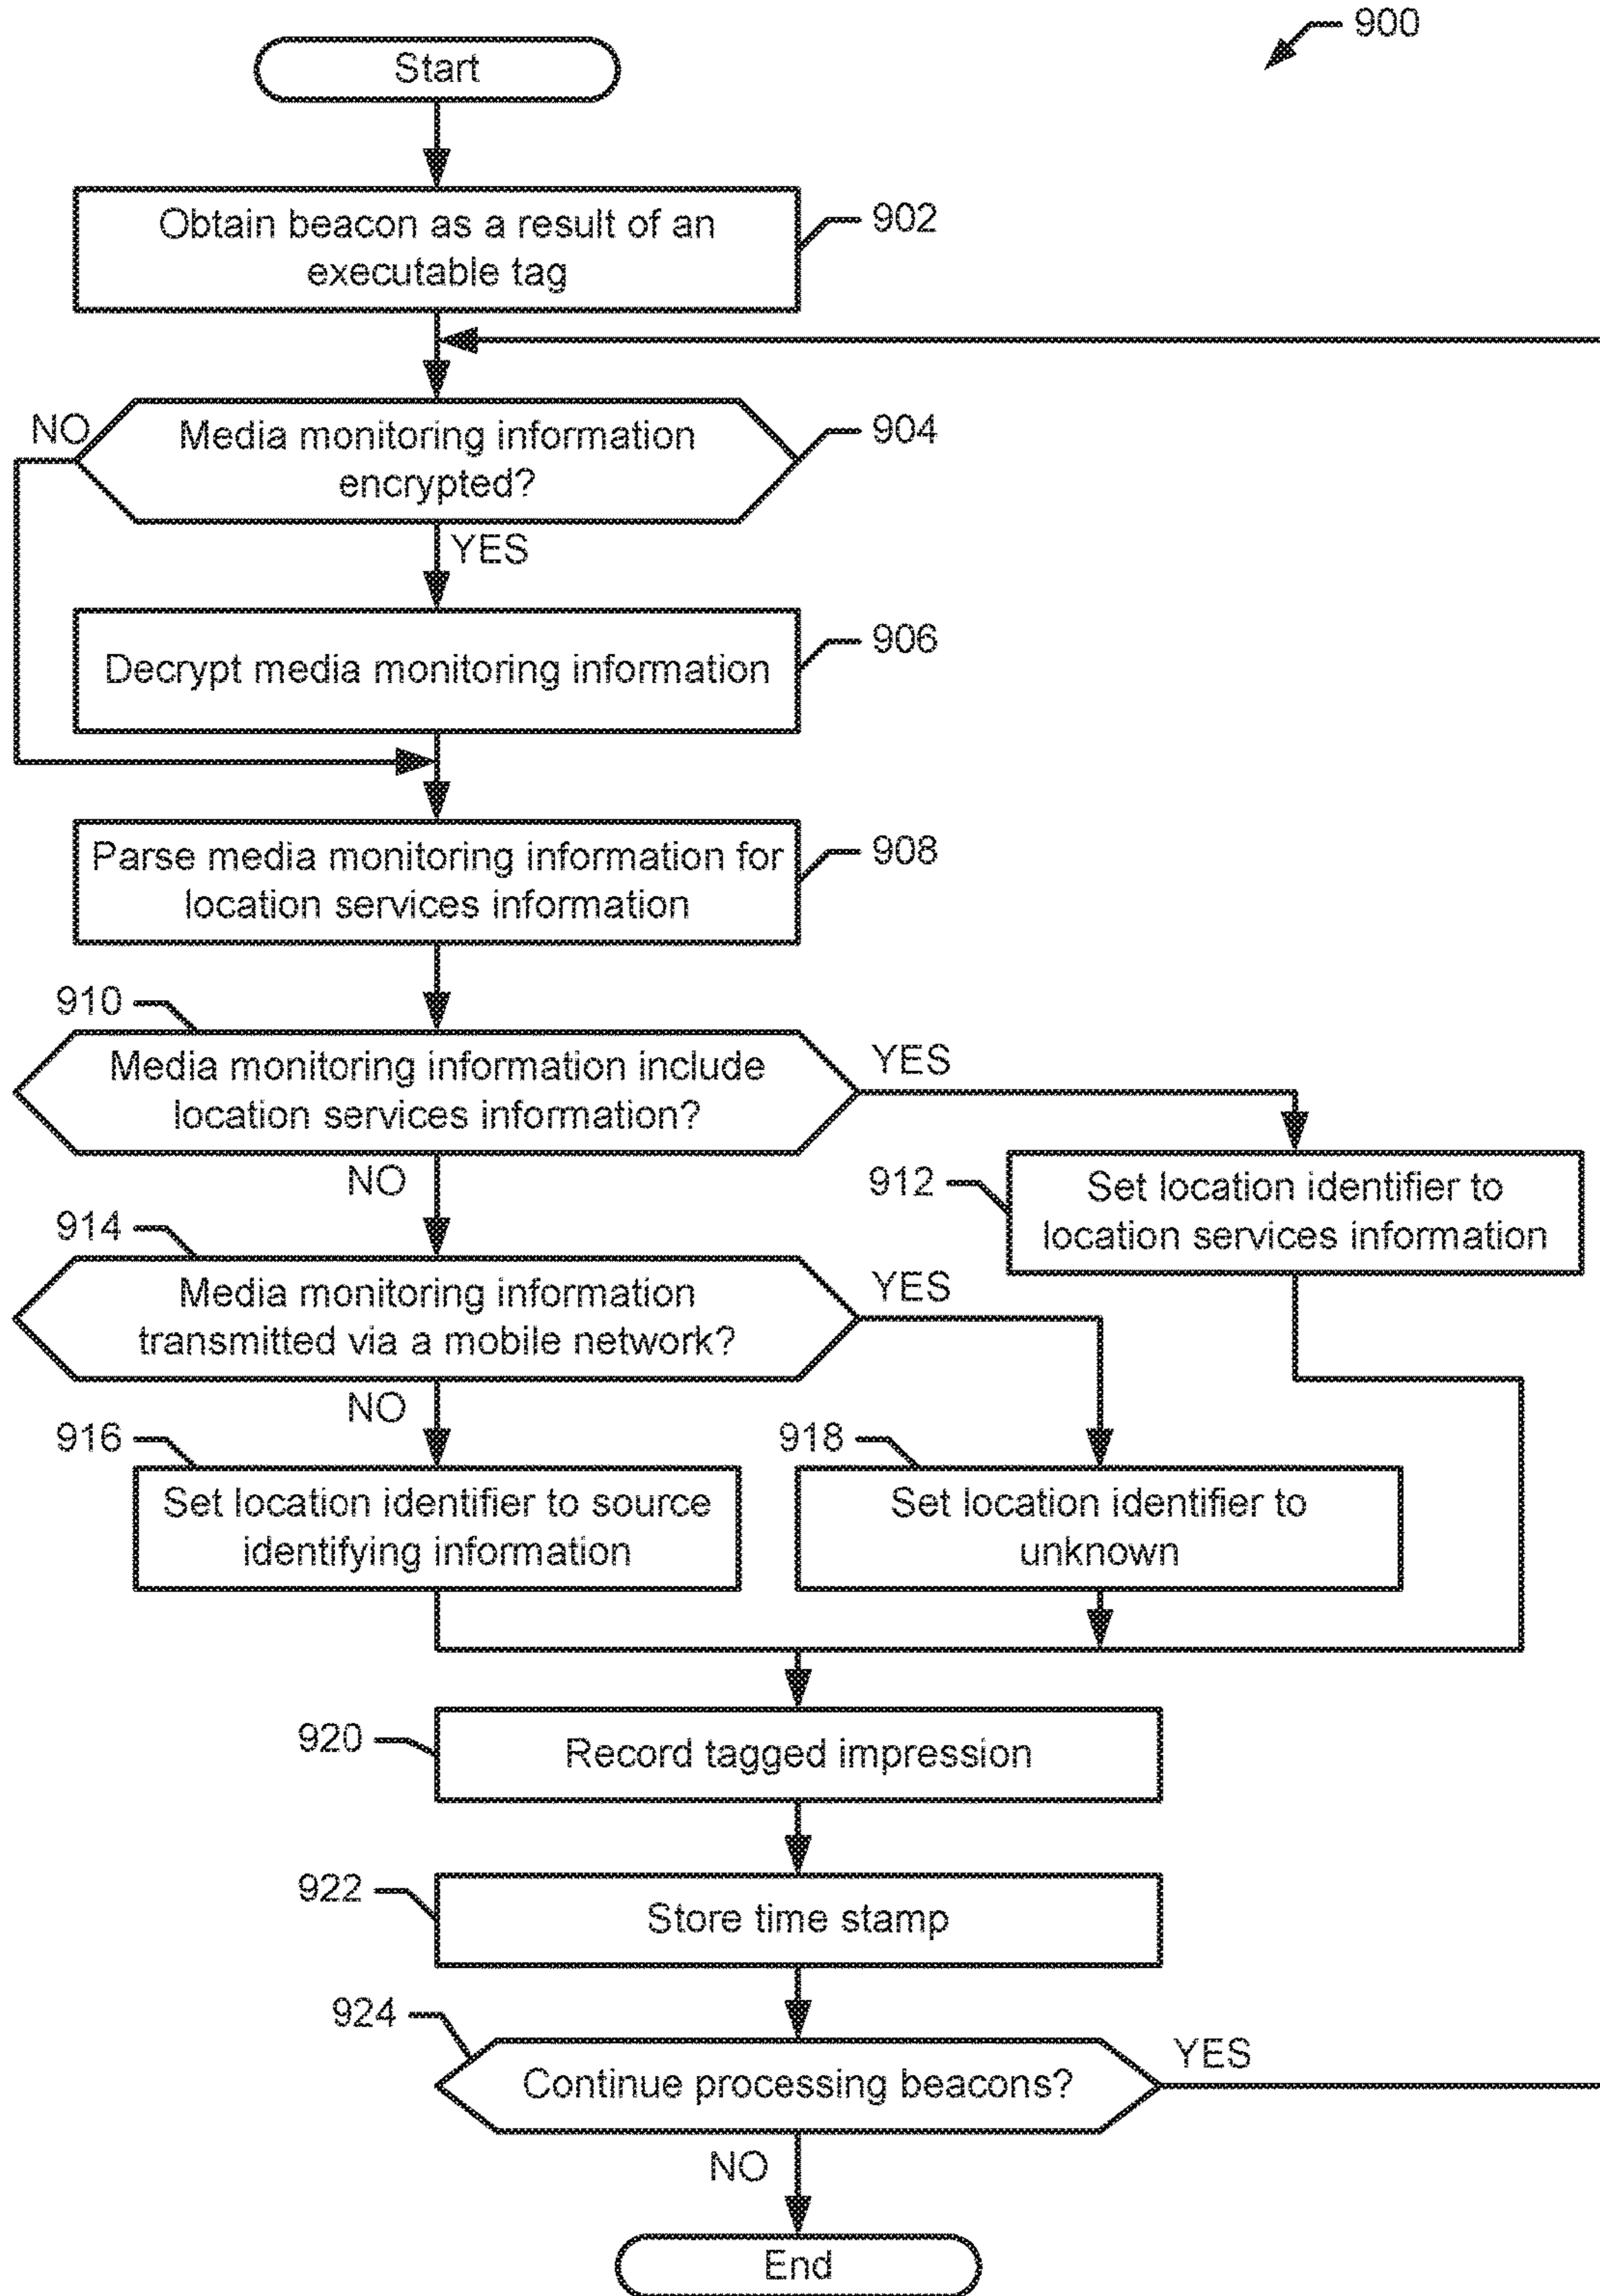 900
Start
Obtain beacon as a result of an
executable tag
902
NO
Media monitoring information
encrypted?
904
YES
Decrypt media monitoring information
906
Parse media monitoring information for
location services information
908
910
Media monitoring information include
location services information?
YES
NO
912
Set location identifier to
location services information
914
Media monitoring information
transmitted via a mobile network?
YES
NO
916
Set location identifier to source
identifying information
918
Set location identifier to
unknown
920
Record tagged impression
922
Store time stamp
924
Continue processing beacons?
YES
NO
End